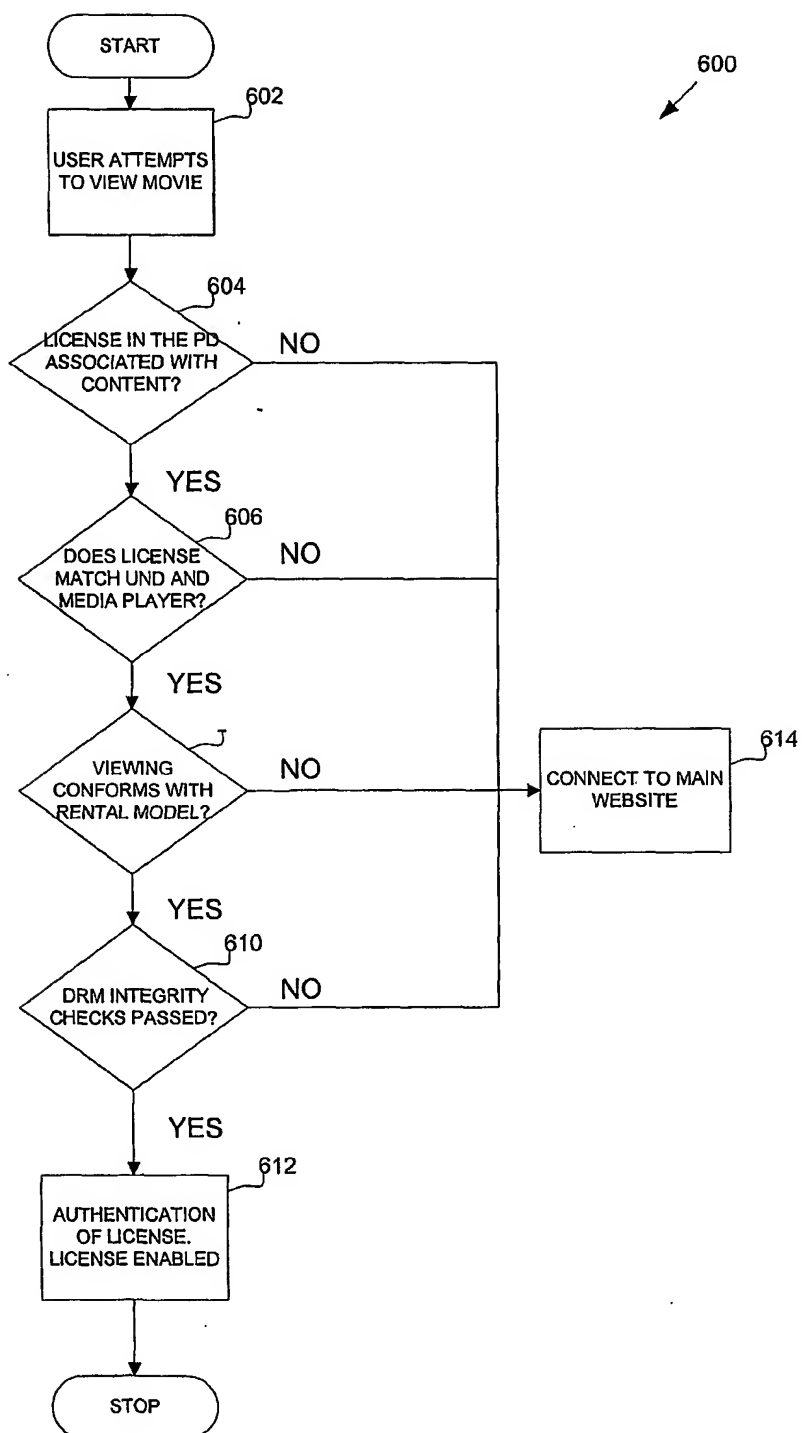 START
600
602
USER ATTEMPTS
TO VIEW MOVIE
604
LICENSE IN THE PD
ASSOCIATED WITH
CONTENT?
NO
YES
606
DOES LICENSE
MATCH UND AND
MEDIA PLAYER?
NO
YES
VIEWING
CONFORMS WITH
RENTAL MODEL?
NO
614
CONNECT TO MAIN
WEBSITE
YES
610
DRM INTEGRITY
CHECKS PASSED?
NO
YES
612
AUTHENTICATION
OF LICENSE.
LICENSE ENABLED
STOP